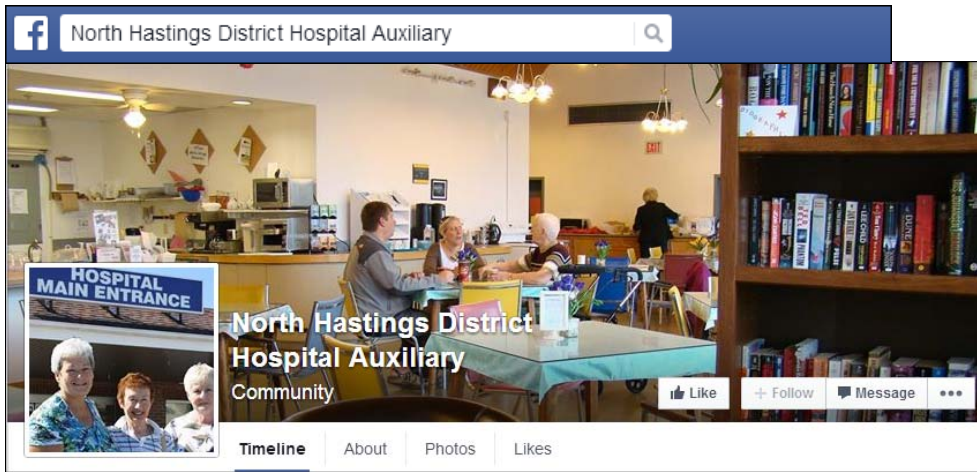 f
North Hastings District Hospital Auxiliary
EXIT
LEE CHILD
DUNE
HOSPITAL
MAIN ENTRANCE
North Hastings District
Hospital Auxiliary
Community
Like
Follow
Message
Timeline
About
Photos
Likes